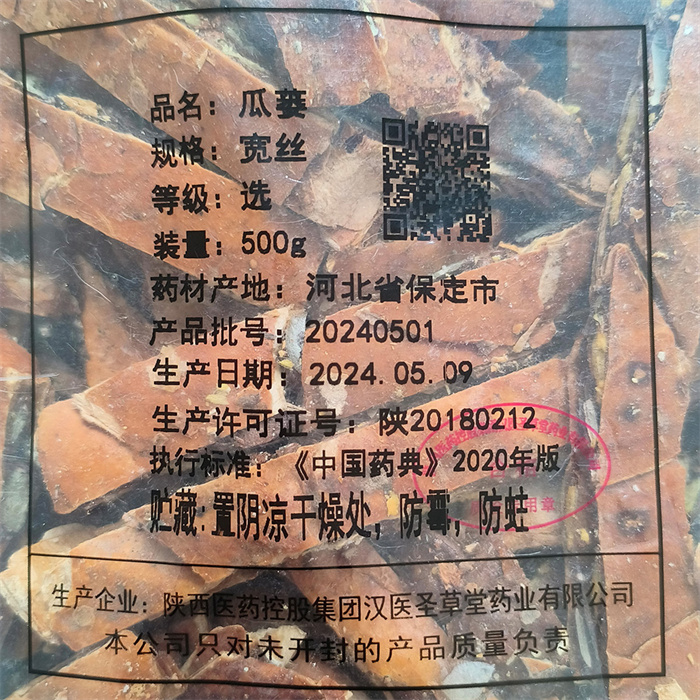 品名：瓜蒌
规格：宽丝
等级：选
装量：500g
药材产地：河北省保定市
产品批号：20240501
生产日期：2024.05.09
生产许可证号：陕20180212
执行标准：《中国药典》2020年版
贮藏：置阴凉干燥处，防霉，防蛀
用章
生产企业：陕西医药控股集团汉医圣草堂药业有限公司
本公司只对未开封的产品质量负责